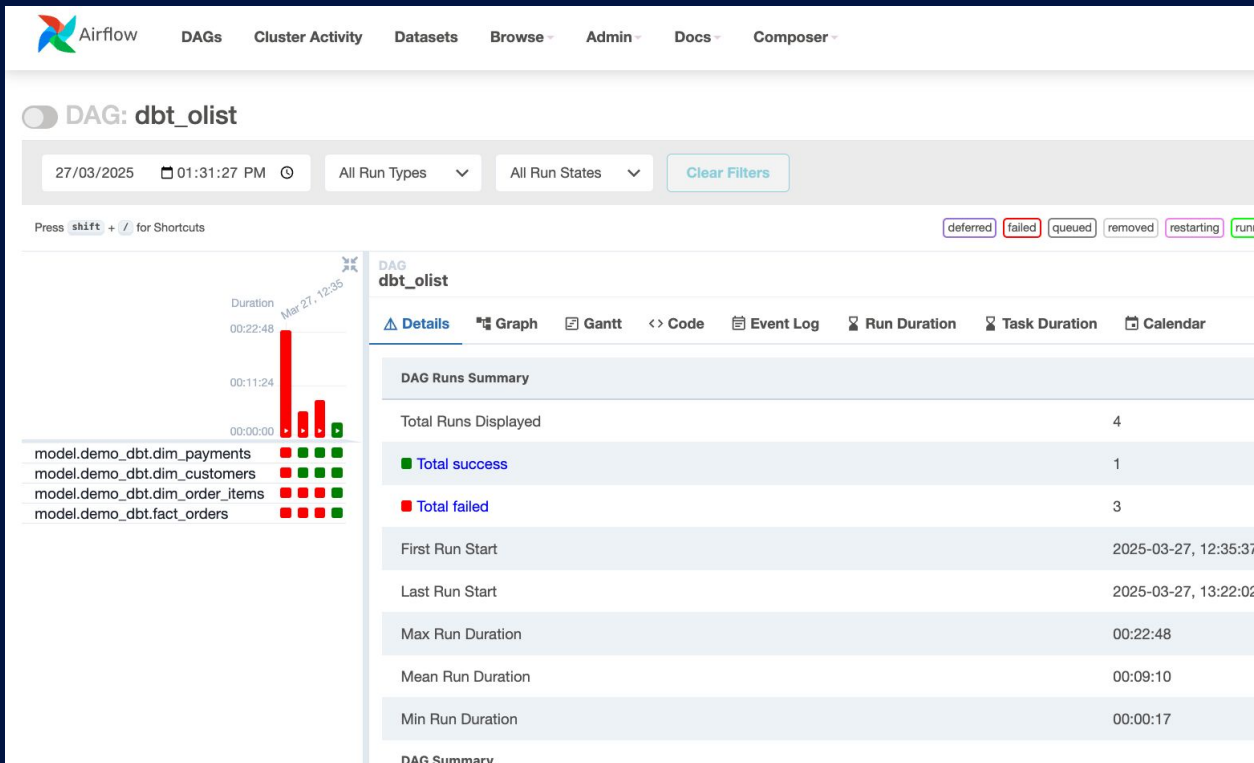 Airflow DAGs Cluster Activity Datasets Browse Admin Docs Composer
DAG: dbt_olist
27/03/2025 01:31:27 PM All Run Types All Run States Clear Filters
Press shift + / for Shortcuts deferred failed queued removed restarting
Mar 27, 12:35
Duration
00:22:48
00:11:24
00:00:00
model.demo_dbt.dim_payments
model.demo_dbt.dim_customers
model.demo_dbt.dim_order_items
model.demo_dbt.fact_orders
DAG
dbt_olist
Details Graph Gantt <> Code Event Log Run Duration Task Duration Calendar
DAG Runs Summary
Total Runs Displayed 4
Total success 1
Total failed 3
First Run Start 2025-03-27, 12:35:37
Last Run Start 2025-03-27, 13:22:02
Max Run Duration 00:22:48
Mean Run Duration 00:09:10
Min Run Duration 00:00:17
DAG Summary